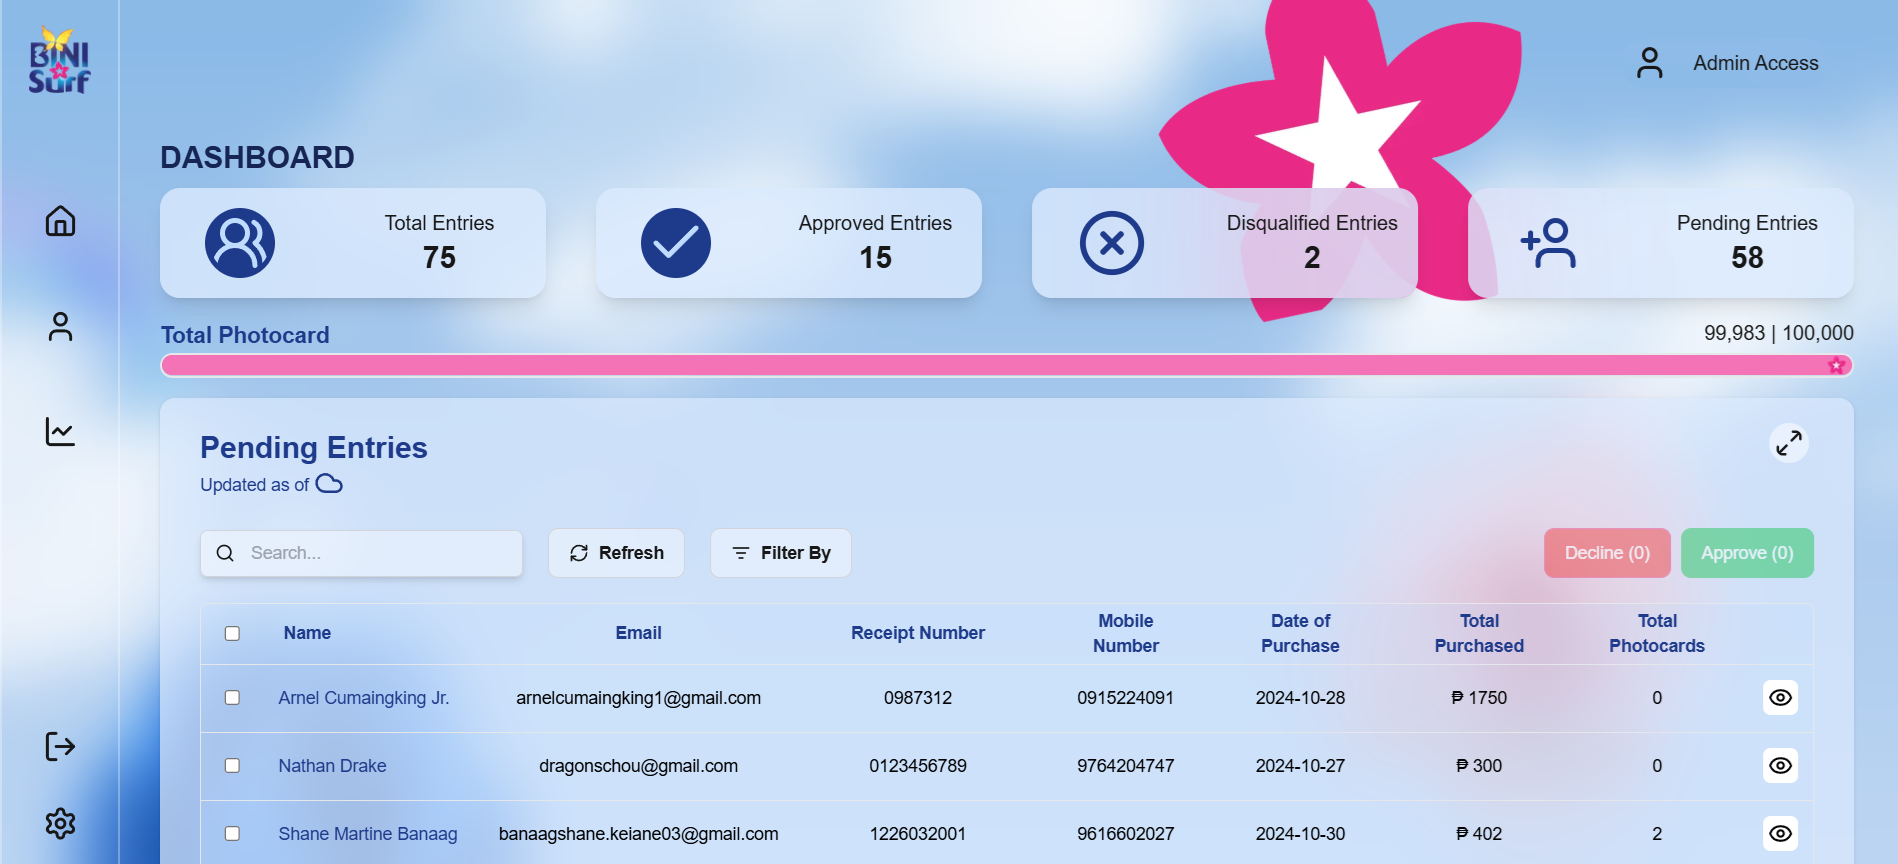 BINI
Surf
Admin Access
DASHBOARD
Total Entries
75
Approved Entries
15
Disqualified Entries
2
Pending Entries
58
Total Photocard
99,983 | 100,000
Pending Entries
Updated as of
Search...
Refresh
Filter By
Decline (0)
Approve (0)
Name Email Receipt Number Mobile Number Date of Purchase Total Purchased Total Photocards
Arnel Cumaingking Jr. arnelcumaingking1@gmail.com 0987312 0915224091 2024-10-28 ₱ 1750 0
Nathan Drake dragonschou@gmail.com 0123456789 9764204747 2024-10-27 ₱ 300 0
Shane Martine Banaag banaagshane.keiane03@gmail.com 1226032001 9616602027 2024-10-30 ₱ 402 2